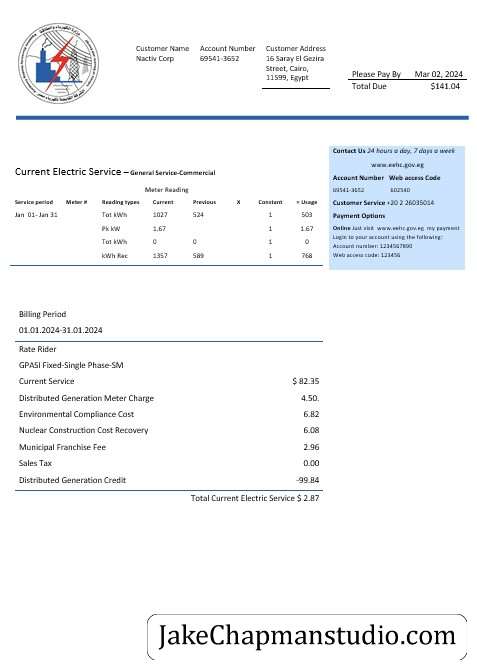 Customer Name Account Number Customer Address
Nactiv Corp 69541-3652 16 Saray El Gezira
Street, Cairo,
11599, Egypt
Please Pay By Mar 02, 2024
Total Due $141.04
Contact Us 24 hours a day, 7 days a week
www.eehc.gov.eg
Account Number Web access Code
69541-3652 602540
Customer Service +20 2 26035014
Payment Options
Online Just visit www.eehc.gov.eg. my payment
Login to your account using the following:
Account number: 1234567890
Web access code: 123456
Current Electric Service – General Service-Commercial
Meter Reading
Service period Meter # Reading types Current Previous X Constant = Usage
Jan 01- Jan 31 Tot kWh 1027 524 1 503
Pk kW 1.67 1 1.67
Tot kWh 0 0 1 0
kWh Rec 1357 589 1 768
Billing Period
01.01.2024-31.01.2024
Rate Rider
GPASI Fixed-Single Phase-SM
Current Service $ 82.35
Distributed Generation Meter Charge 4.50.
Environmental Compliance Cost 6.82
Nuclear Construction Cost Recovery 6.08
Municipal Franchise Fee 2.96
Sales Tax 0.00
Distributed Generation Credit -99.84
Total Current Electric Service $ 2.87
JakeChapmanstudio.com